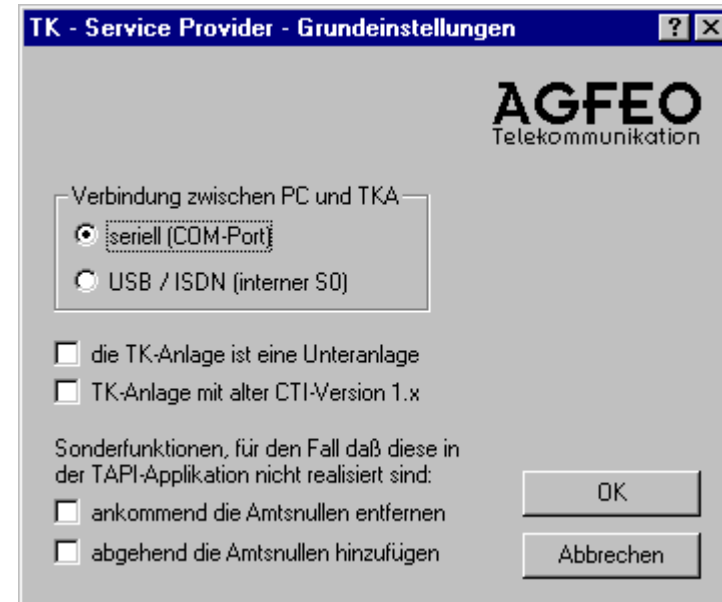 TK - Service Provider - Grundeinstellungen
AGFEO
Telekommunikation
Verbindung zwischen PC und TKA
seriell (COM-Port)
USB / ISDN (interner S0)
die TK-Anlage ist eine Unteranlage
TK-Anlage mit alter CTI-Version 1.x
Sonderfunktionen, für den Fall daß diese in
der TAPI-Applikation nicht realisiert sind:
ankommend die Amtsnullen entfernen
abgehend die Amtsnullen hinzufügen
OK
Abbrechen